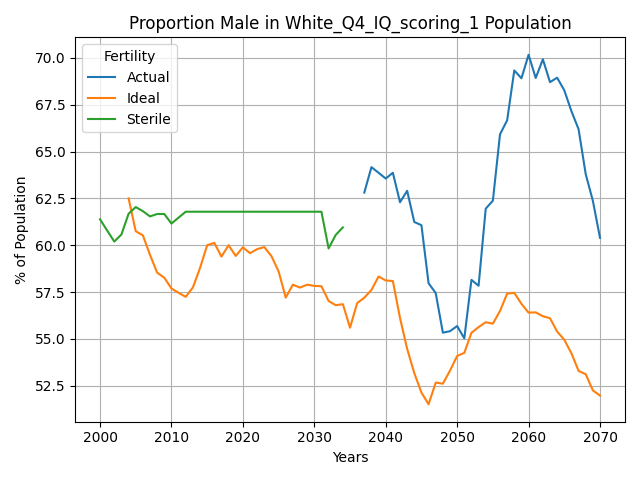 Proportion Male in White_Q4_IQ_scoring_1 Population
Fertility
Actual
Ideal
Sterile
% of Population
70.0
67.5
65.0
62.5
60.0
57.5
55.0
52.5
2000 2010 2020 2030 2040 2050 2060 2070
Years